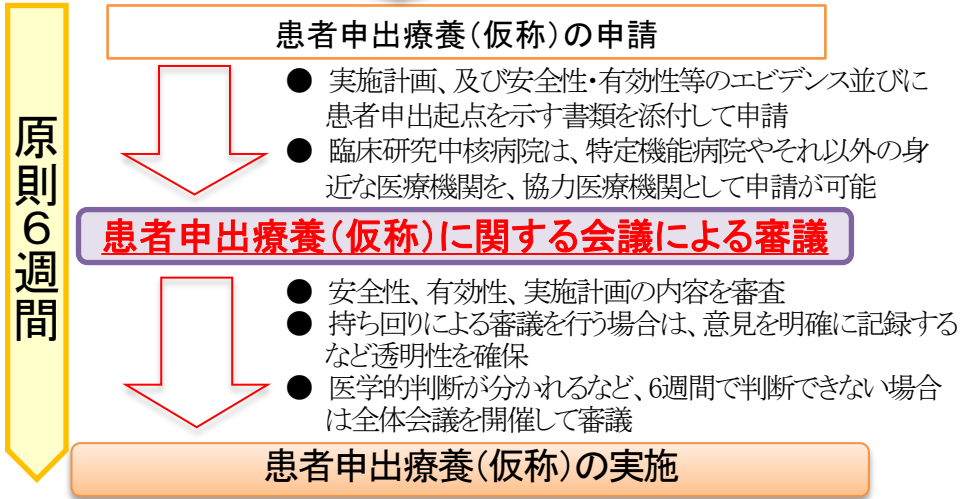 患者申出療養(仮称)の申請
原則6週間
● 実施計画、及び安全性・有効性等のエビデンス並びに
患者申出起点を示す書類を添付して申請
● 臨床研究中核病院は、特定機能病院やそれ以外の身
近な医療機関を、協力医療機関として申請が可能
患者申出療養(仮称)に関する会議による審議
● 安全性、有効性、実施計画の内容を審査
● 持ち回りによる審議を行う場合は、意見を明確に記録する
など透明性を確保
● 医学的判断が分かれるなど、6週間で判断できない場合
は全体会議を開催して審議
患者申出療養(仮称)の実施